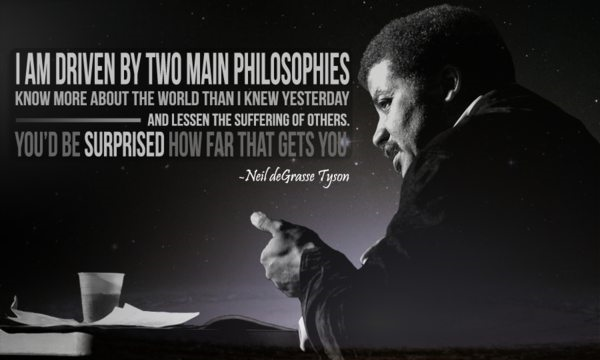 I AM DRIVEN BY TWO MAIN PHILOSOPHIES
KNOW MORE ABOUT THE WORLD THAN I KNEW YESTERDAY
AND LESSEN THE SUFFERING OF OTHERS.
YOU'D BE SURPRISED HOW FAR THAT GETS YOU
~Neil deGrasse Tyson